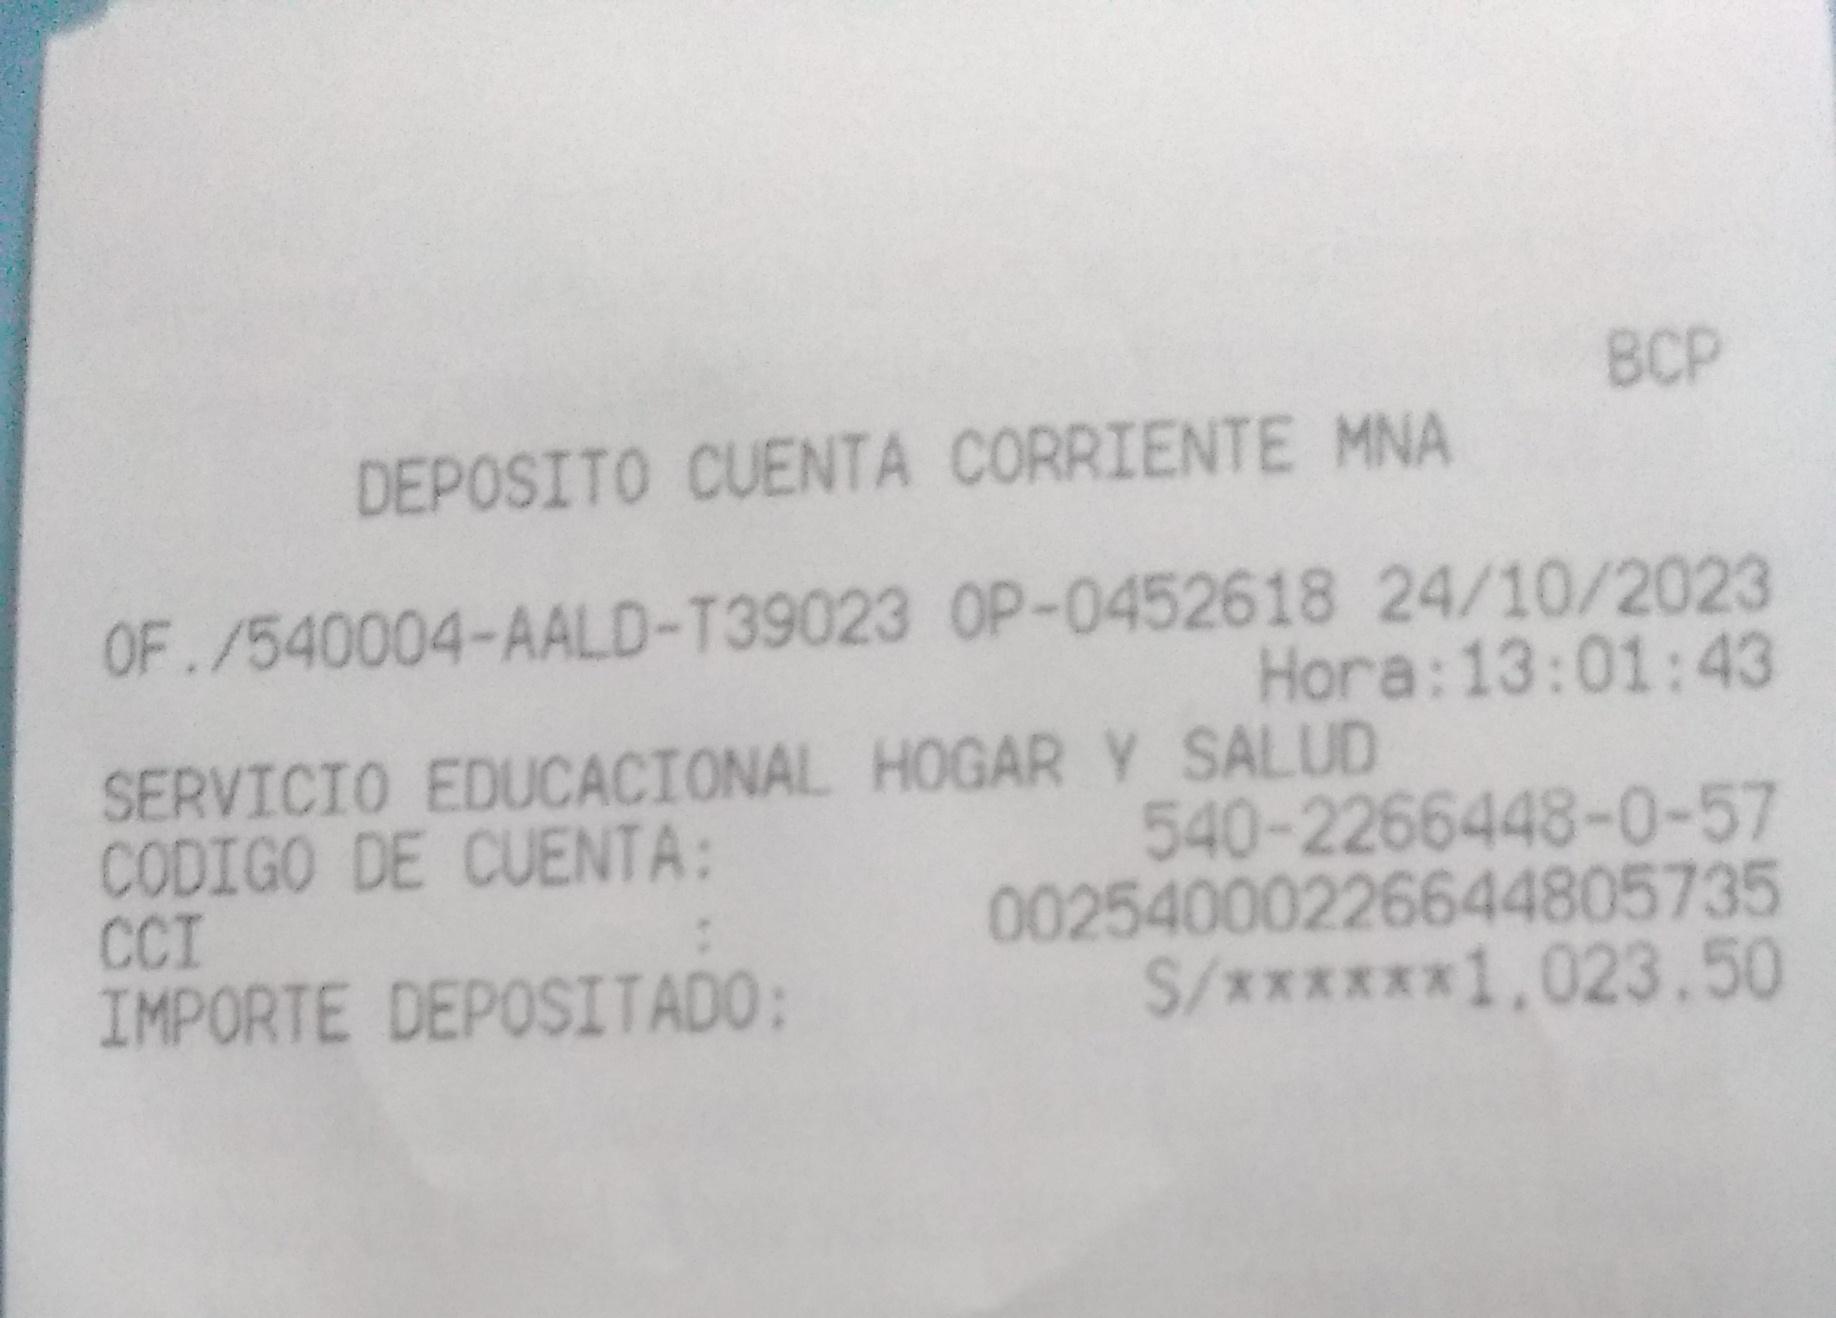 BCP
DEPOSITO CUENTA CORRIENTE MNA
OF./540004-AALD-T39023 OP-0452618 24/10/2023
Hora:13:01:43
SERVICIO EDUCACIONAL HOGAR Y SALUD
CODIGO DE CUENTA: 540-2266448-0-57
CCI : 00254000226644805735
IMPORTE DEPOSITADO: S/******1,023.50